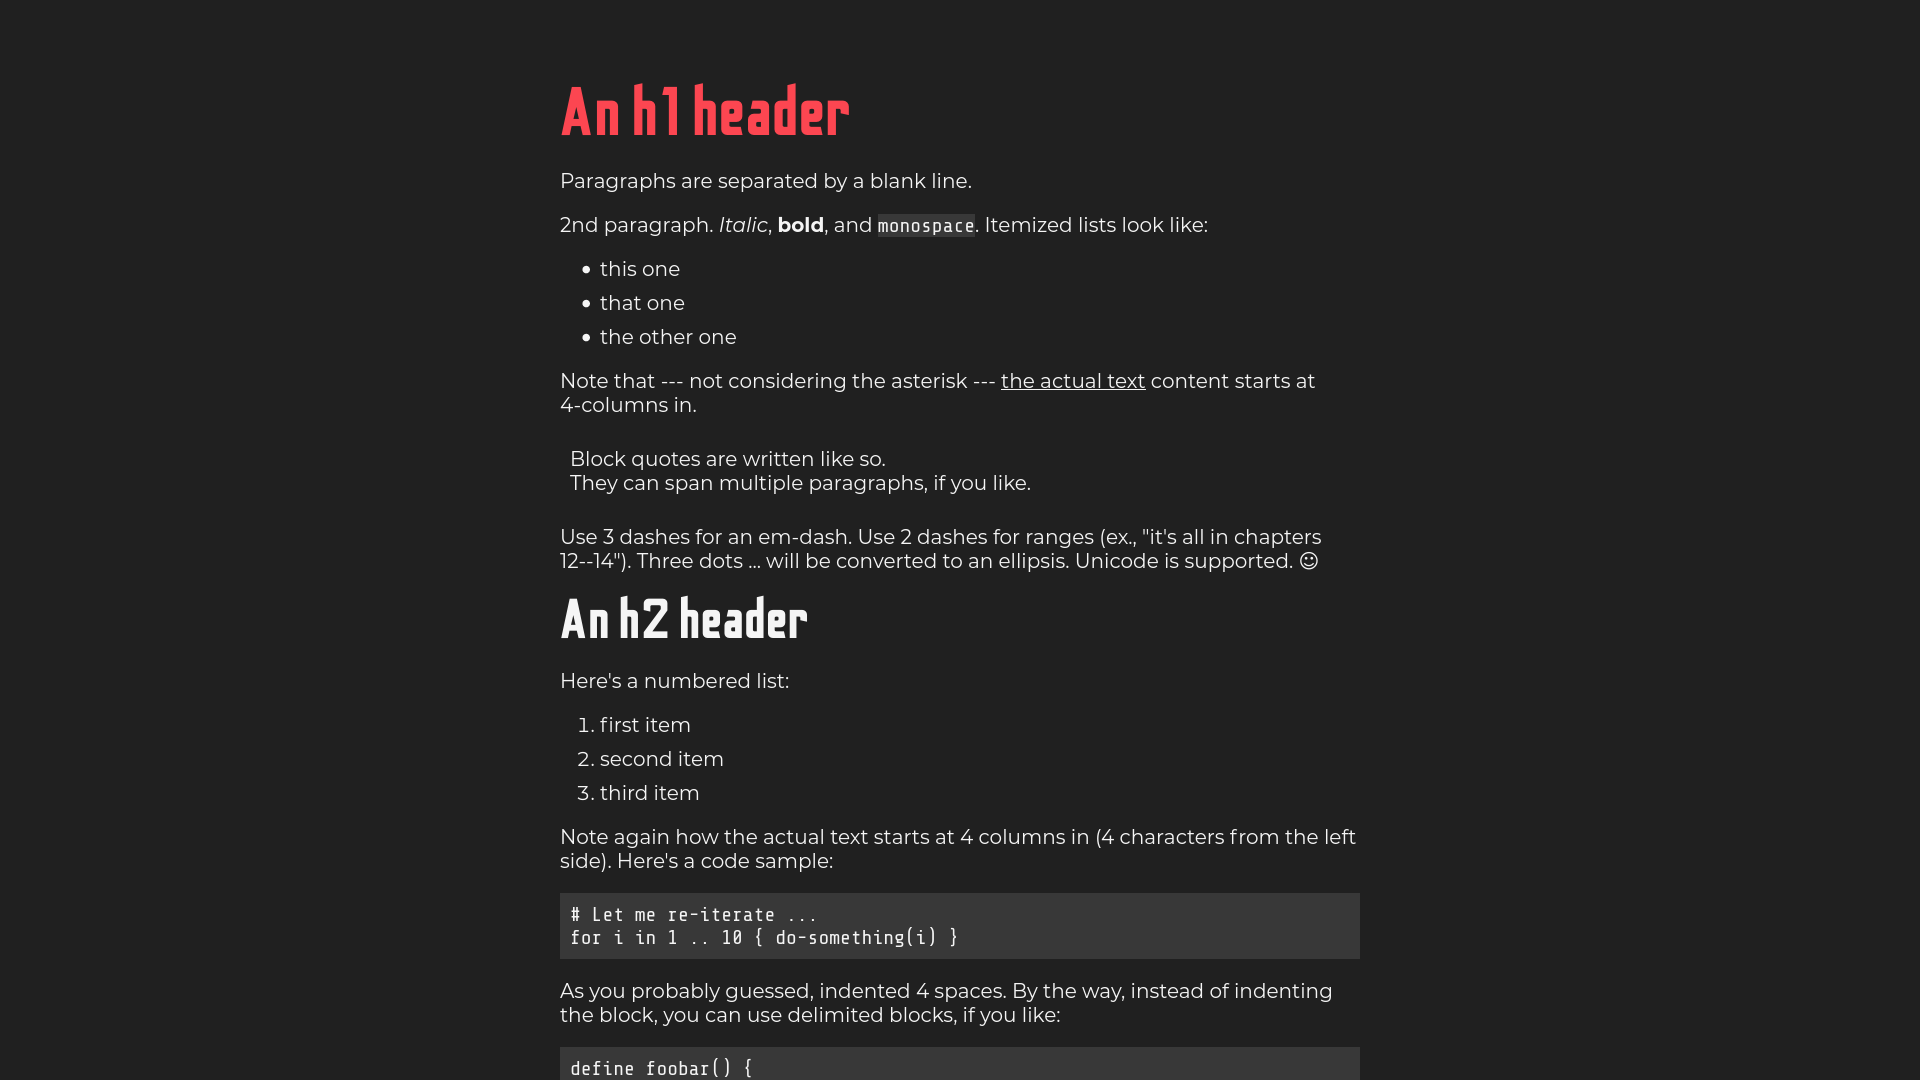 An h1 header
Paragraphs are separated by a blank line.
2nd paragraph. Italic, bold, and monospace. Itemized lists look like:
• this one
• that one
• the other one
Note that --- not considering the asterisk --- the actual text content starts at
4-columns in.
Block quotes are written like so.
They can span multiple paragraphs, if you like.
Use 3 dashes for an em-dash. Use 2 dashes for ranges (ex., "it's all in chapters
12--14"). Three dots ... will be converted to an ellipsis. Unicode is supported. ☺
An h2 header
Here's a numbered list:
1. first item
2. second item
3. third item
Note again how the actual text starts at 4 columns in (4 characters from the left
side). Here's a code sample:
# Let me re-iterate ...
for i in 1 .. 10 { do-something(i) }
As you probably guessed, indented 4 spaces. By the way, instead of indenting
the block, you can use delimited blocks, if you like:
define foobar() {